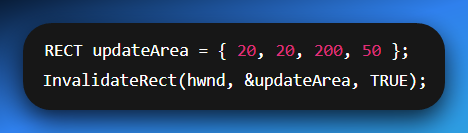 RECT updateArea = { 20, 20, 200, 50 };
InvalidateRect(hwnd, &updateArea, TRUE);